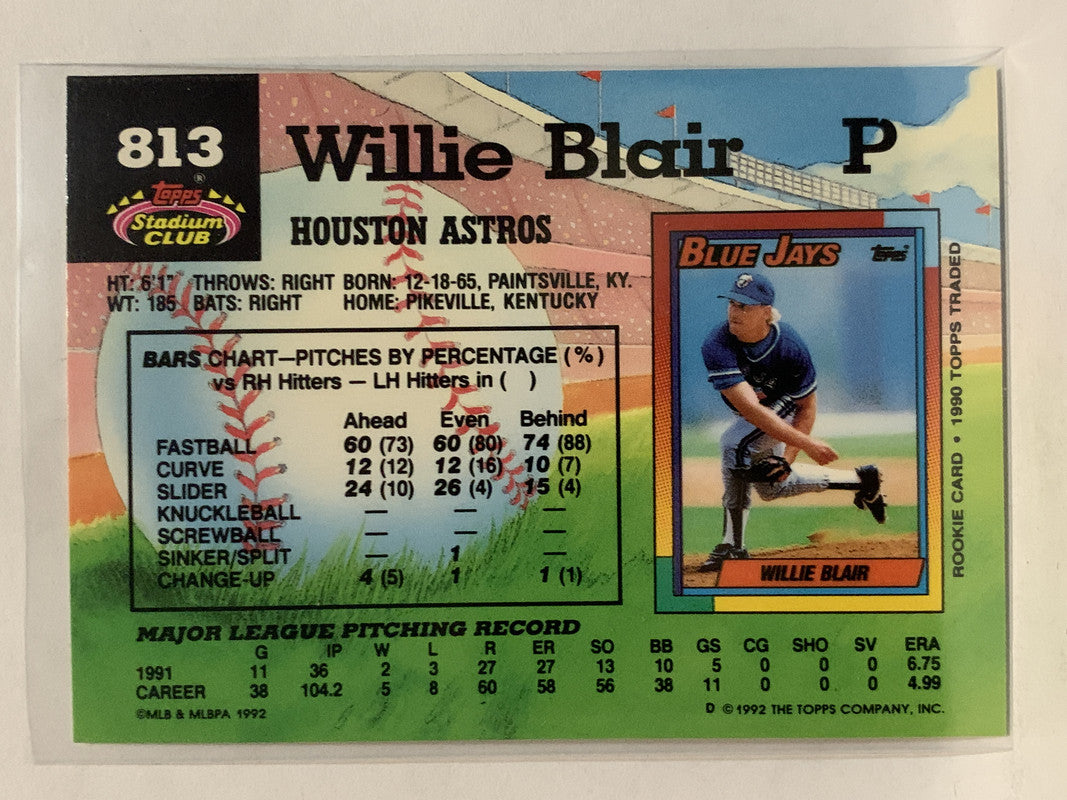 813
Topps®
Stadium
CLUB
Willie Blair P
HOUSTON ASTROS
HT: 6'1" THROWS: RIGHT BORN: 12-18-65, PAINTSVILLE, KY.
WT: 185 BATS: RIGHT HOME: PIKEVILLE, KENTUCKY
BARS CHART—PITCHES BY PERCENTAGE (%)
vs RH Hitters — LH Hitters in ( )
Ahead Even Behind
FASTBALL 60 (73) 60 (80) 74 (88)
CURVE 12 (12) 12 (16) 10 (7)
SLIDER 24 (10) 26 (4) 15 (4)
KNUCKLEBALL — — —
SCREWBALL — — —
SINKER/SPLIT — 1 —
CHANGE-UP 4 (5) 1 1 (1)
BLUE JAYS Topps
WILLIE BLAIR
ROOKIE CARD • 1990 TOPPS TRADED
MAJOR LEAGUE PITCHING RECORD
G IP W L R ER SO BB GS CG SHO SV ERA
1991 11 36 2 3 27 27 13 10 5 0 0 0 6.75
CAREER 38 104.2 5 8 60 58 56 38 11 0 0 0 4.99
©MLB & MLBPA 1992
D ©1992 THE TOPPS COMPANY, INC.